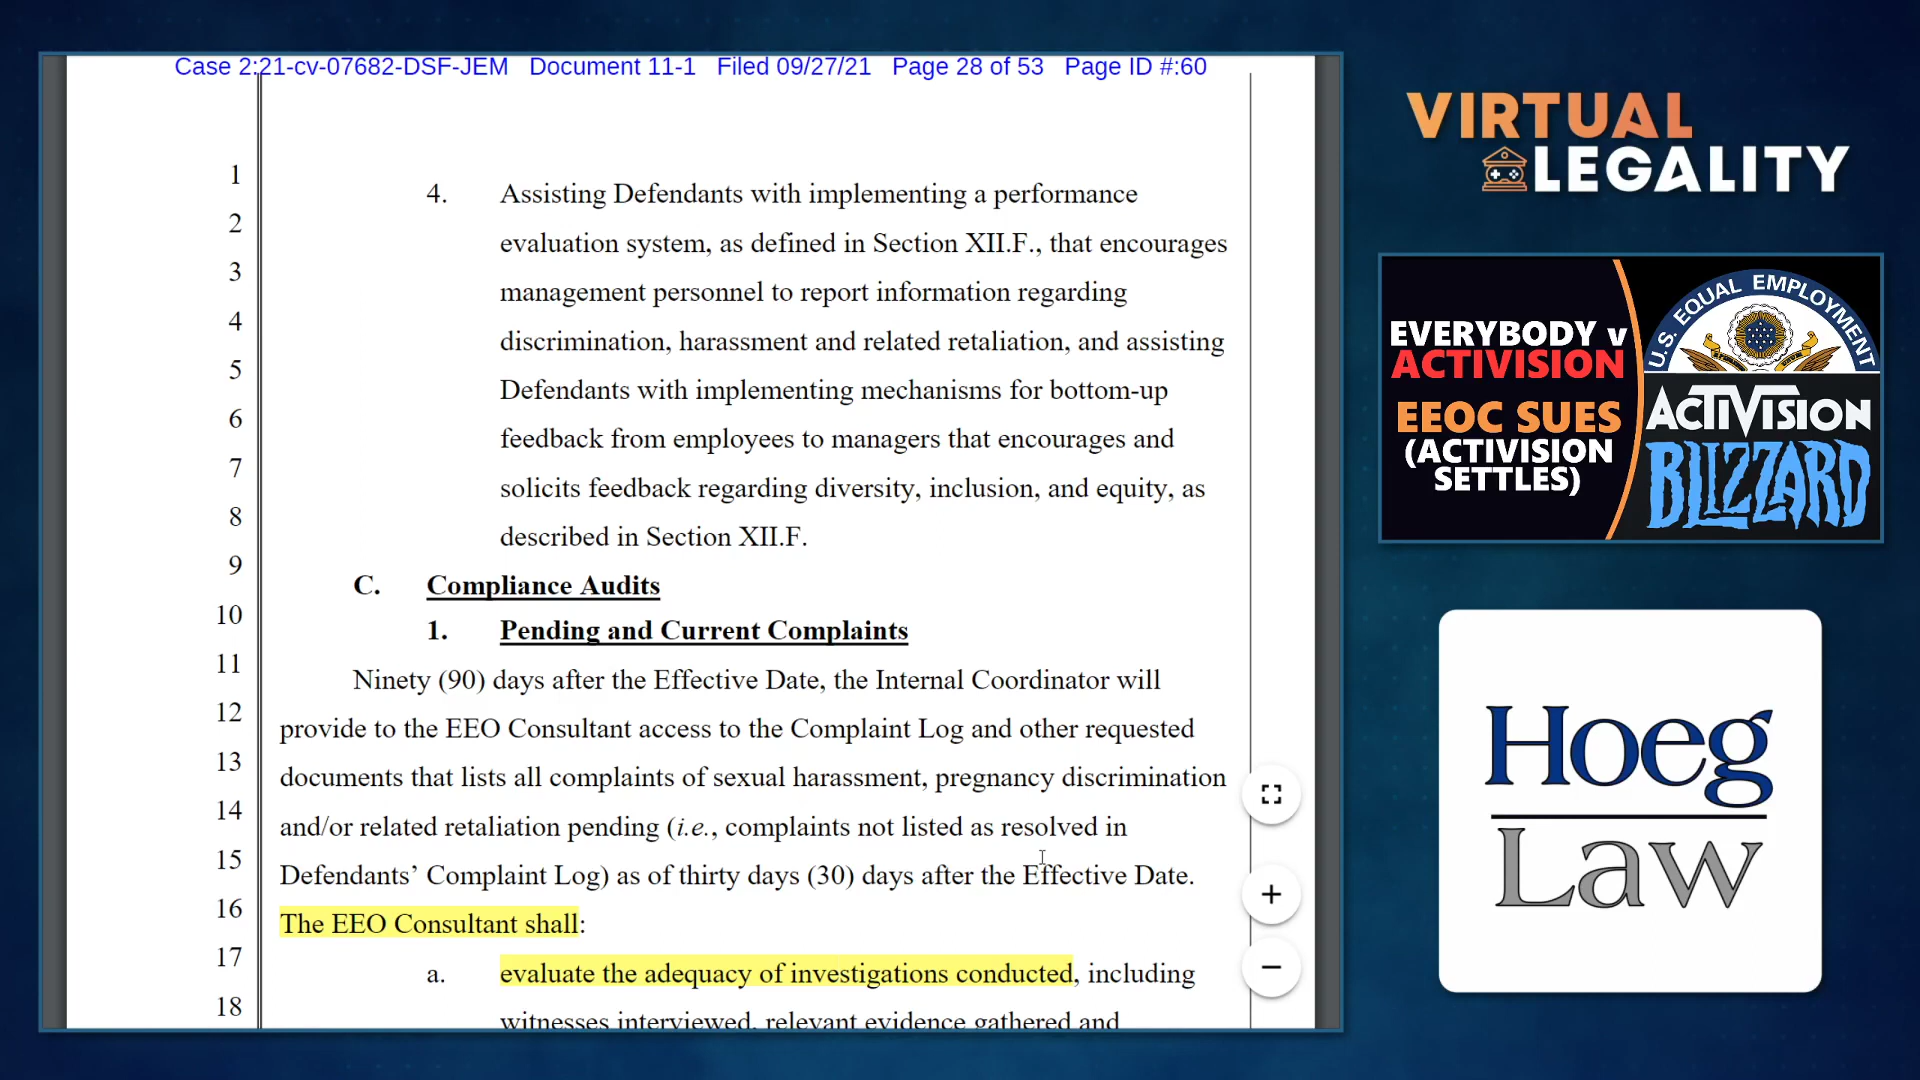 Case 2:21-cv-07682-DSF-JEM Document 11-1 Filed 09/27/21 Page 28 of 53 Page ID #:60
1
4. Assisting Defendants with implementing a performance
2
evaluation system, as defined in Section XII.F., that encourages
3
management personnel to report information regarding
4
discrimination, harassment and related retaliation, and assisting
5
Defendants with implementing mechanisms for bottom-up
6
feedback from employees to managers that encourages and
7
solicits feedback regarding diversity, inclusion, and equity, as
8
described in Section XII.F.
9
C. Compliance Audits
10
1. Pending and Current Complaints
11
Ninety (90) days after the Effective Date, the Internal Coordinator will
12
provide to the EEO Consultant access to the Complaint Log and other requested
13
documents that lists all complaints of sexual harassment, pregnancy discrimination
14
and/or related retaliation pending (i.e., complaints not listed as resolved in
15
Defendants’ Complaint Log) as of thirty days (30) days after the Effective Date.
16
The EEO Consultant shall:
17
a. evaluate the adequacy of investigations conducted, including
18
witnesses interviewed, relevant evidence gathered and
VIRTUAL
LEGALITY
EVERYBODY v
ACTIVISION
EEOC SUES
(ACTIVISION
SETTLES)
U.S. EQUAL EMPLOYMENT
ACTIVISION
BLIZZARD
Hoeg
Law